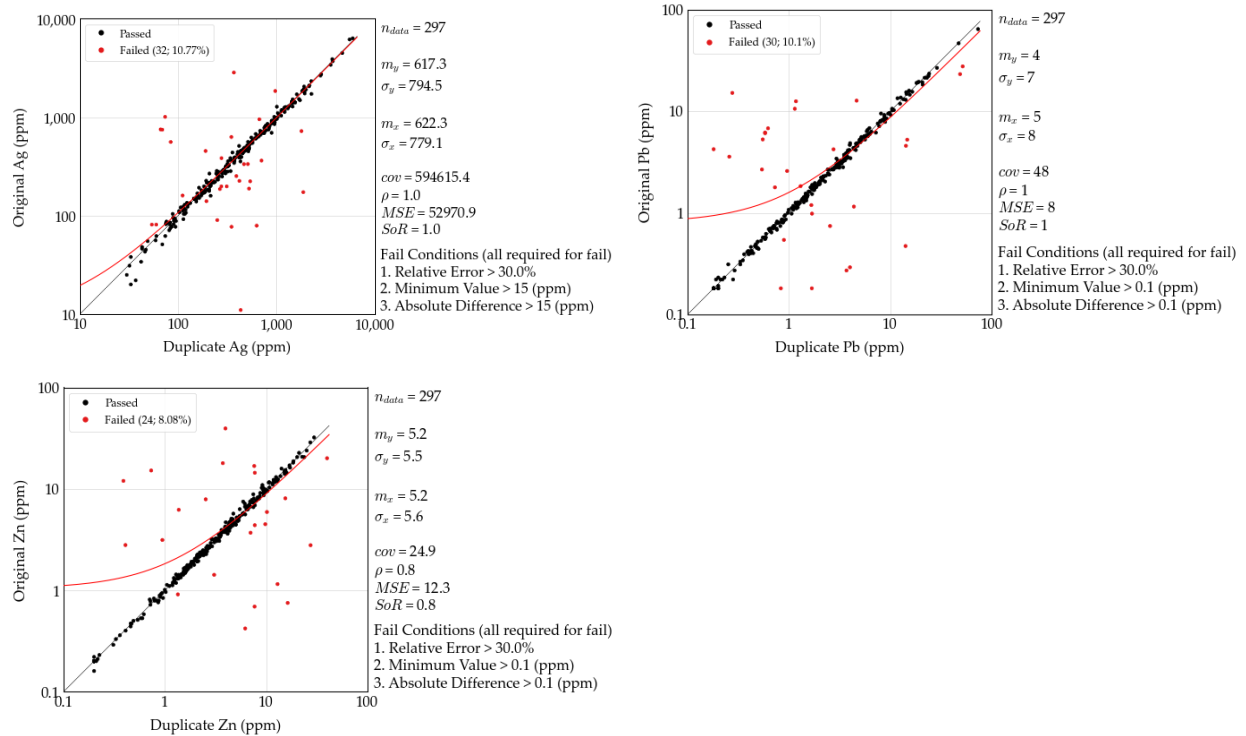 10,000
1,000
100
10
10
100
1,000
10,000
Original Ag (ppm)
Duplicate Ag (ppm)
Passed
Failed (32; 10.77%)
n_data = 297
m_y = 617.3
σ_y = 794.5
m_x = 622.3
σ_x = 779.1
cov = 594615.4
ρ = 1.0
MSE = 52970.9
SoR = 1.0
Fail Conditions (all required for fail)
1. Relative Error > 30.0%
2. Minimum Value > 15 (ppm)
3. Absolute Difference > 15 (ppm)
100
10
1
0.1
0.1
1
10
100
Original Pb (ppm)
Duplicate Pb (ppm)
Passed
Failed (30; 10.1%)
n_data = 297
m_y = 4
σ_y = 7
m_x = 5
σ_x = 8
cov = 48
ρ = 1
MSE = 8
SoR = 1
Fail Conditions (all required for fail)
1. Relative Error > 30.0%
2. Minimum Value > 0.1 (ppm)
3. Absolute Difference > 0.1 (ppm)
100
10
1
0.1
0.1
1
10
100
Original Zn (ppm)
Duplicate Zn (ppm)
Passed
Failed (24; 8.08%)
n_data = 297
m_y = 5.2
σ_y = 5.5
m_x = 5.2
σ_x = 5.6
cov = 24.9
ρ = 0.8
MSE = 12.3
SoR = 0.8
Fail Conditions (all required for fail)
1. Relative Error > 30.0%
2. Minimum Value > 0.1 (ppm)
3. Absolute Difference > 0.1 (ppm)